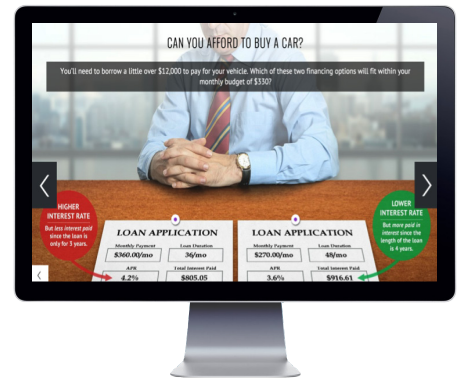 CAN YOU AFFORD TO BUY A CAR?
You'll need to borrow a little over $12,000 to pay for your vehicle. Which of these two financing options will fit within your
monthly budget of $330?
HIGHER
INTEREST RATE
But less interest paid
since the loan is
only for 3 years.
LOAN APPLICATION
Monthly Payment Loan Duration
$360.00/mo 36/mo
APR Total Interest Paid
4.2% $805.05
LOAN APPLICATION
Monthly Payment Loan Duration
$270.00/mo 48/mo
APR Total Interest Paid
3.6% $916.61
LOWER
INTEREST RATE
But more paid in
interest since the
length of the loan
is 4 years.